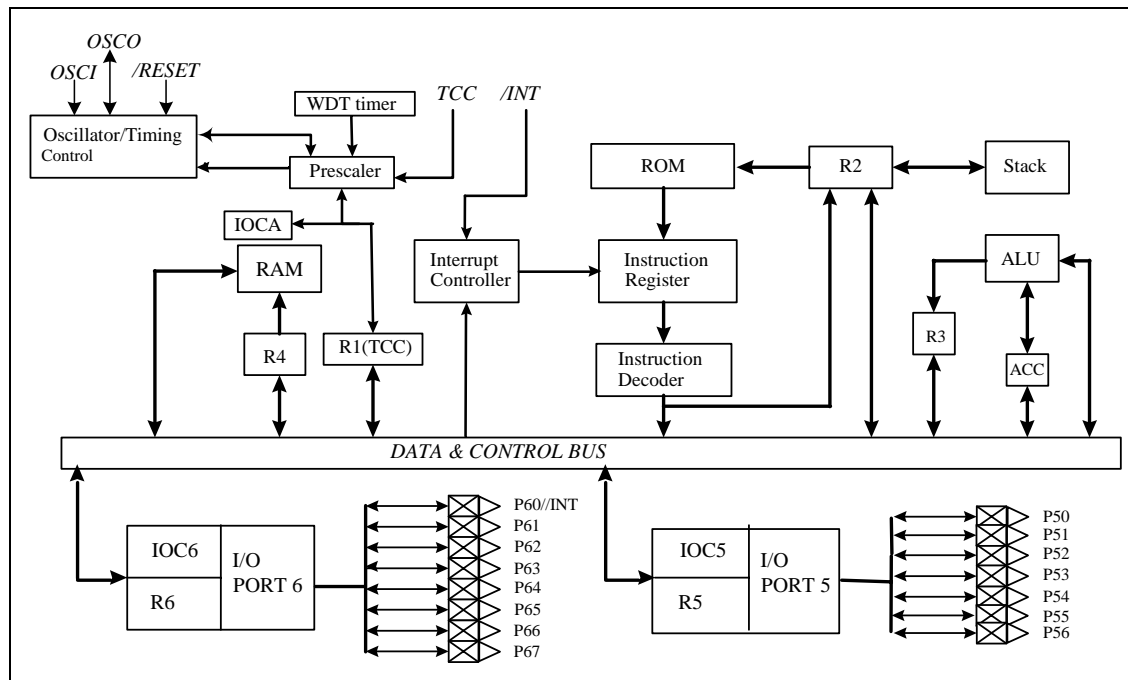 OSCO
OSCI
/RESET
TCC
/INT
WDT timer
Oscillator/Timing
Control
Prescaler
ROM
R2
Stack
IOCA
RAM
Interrupt
Controller
Instruction
Register
ALU
R4
R1(TCC)
Instruction
Decoder
R3
ACC
DATA & CONTROL BUS
IOC6
R6
I/O
PORT 6
P60//INT
P61
P62
P63
P64
P65
P66
P67
IOC5
R5
I/O
PORT 5
P50
P51
P52
P53
P54
P55
P56